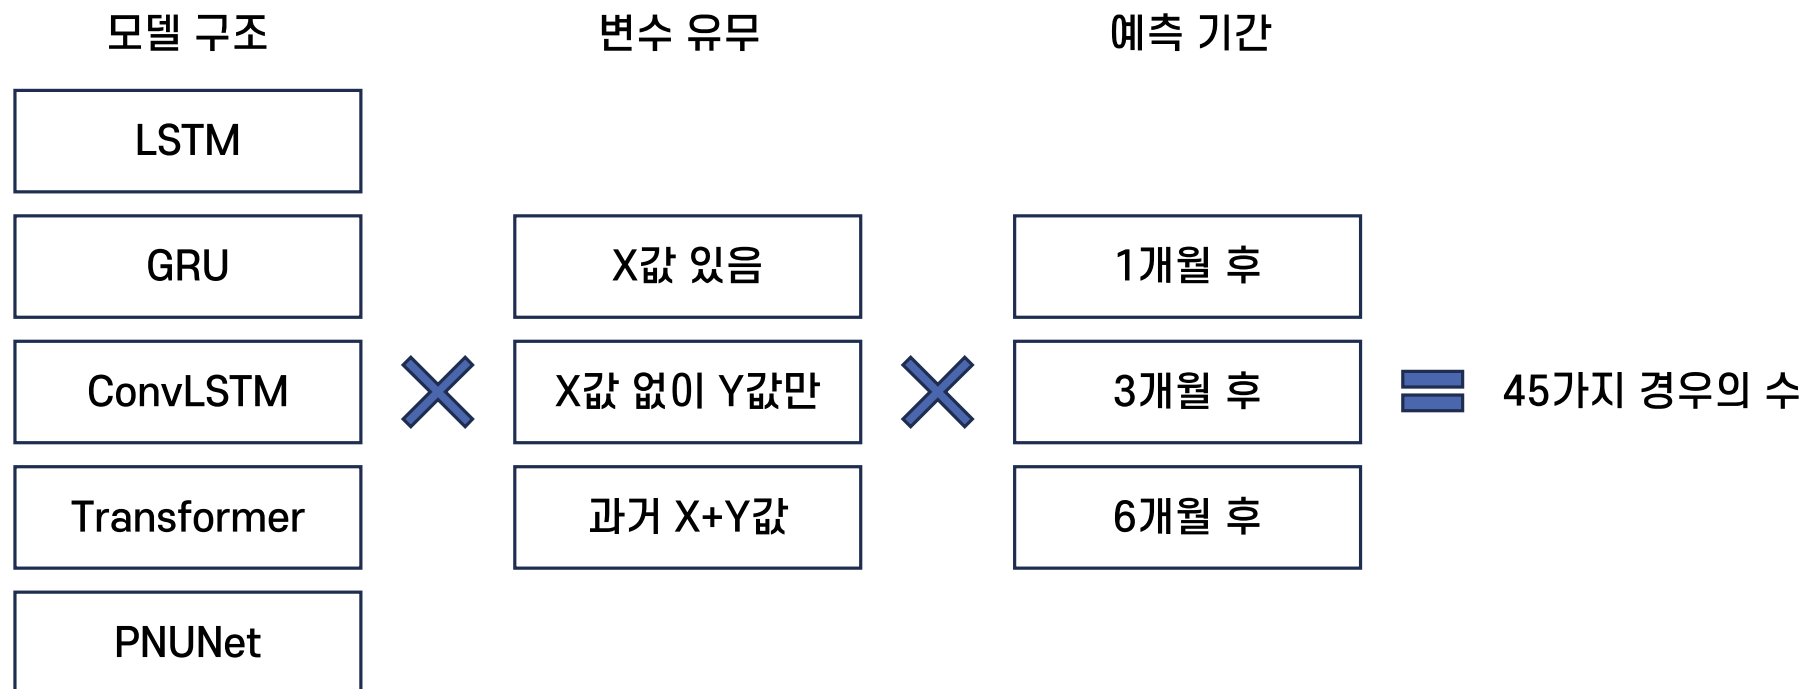 모델 구조
변수 유무
예측 기간
LSTM
GRU
ConvLSTM
Transformer
PNUNet
X값 있음
X값 없이 Y값만
과거 X+Y값
1개월 후
3개월 후
6개월 후
45가지 경우의 수